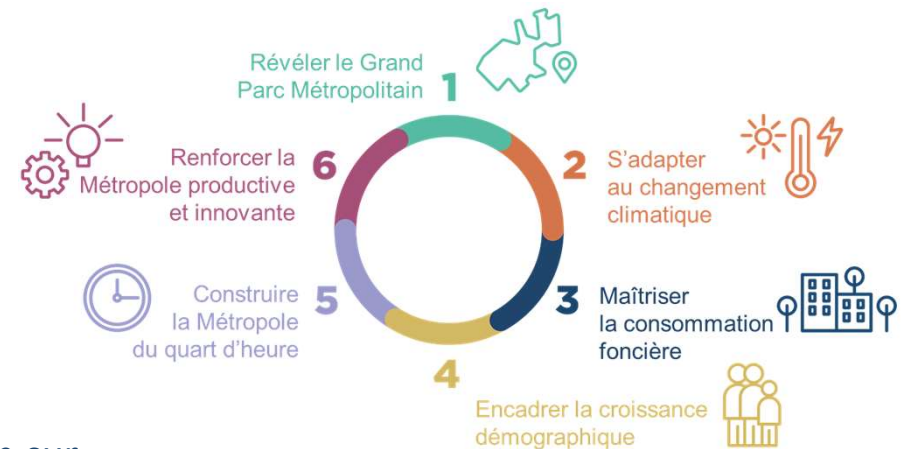 Révéler le Grand
Parc Métropolitain
1
2
S'adapter
au changement
climatique
3
Maîtriser
la consommation
foncière
4
Encadrer la croissance
démographique
5
Construire
la Métropole
du quart d'heure
6
Renforcer la
Métropole productive
et innovante